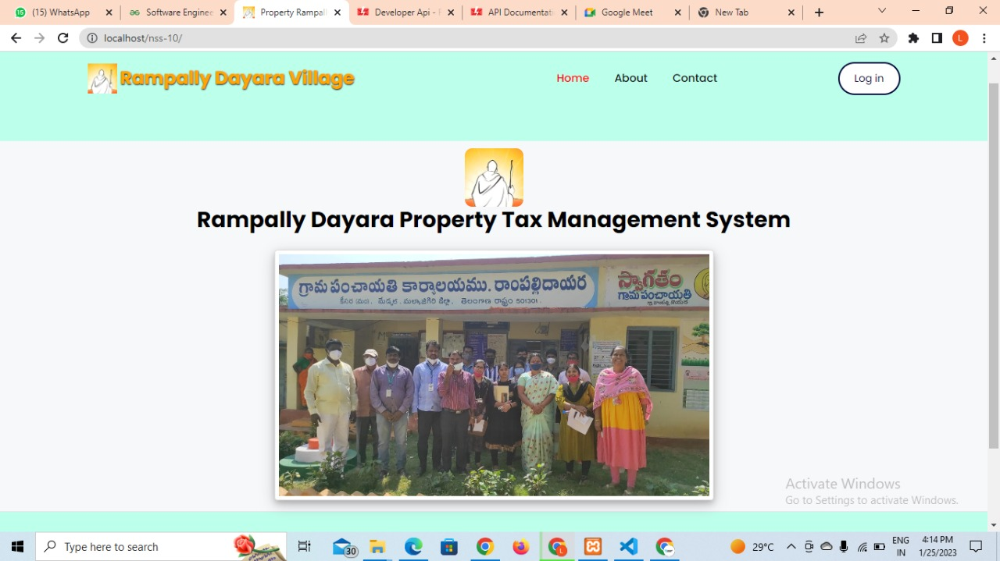 (15) WhatsApp
Software Enginee
Property Rampall
Developer Api - F
API Documentati
Google Meet
New Tab
localhost/nss-10/
L
Rampally Dayara Village
Home
About
Contact
Log in
Rampally Dayara Property Tax Management System
గ్రామ పంచాయతి కార్యాలయము. రాంపల్లిదాయర
కీసర (మం). మేడ్చల్. మల్కాజిగిరి జిల్లా. తెలంగాణ రాష్ట్రం 501301.
స్వాగతం
గ్రామ పంచాయతి
Activate Windows
Go to Settings to activate Windows.
Type here to search
30
L
29°C
ENG
IN
4:14 PM
1/25/2023